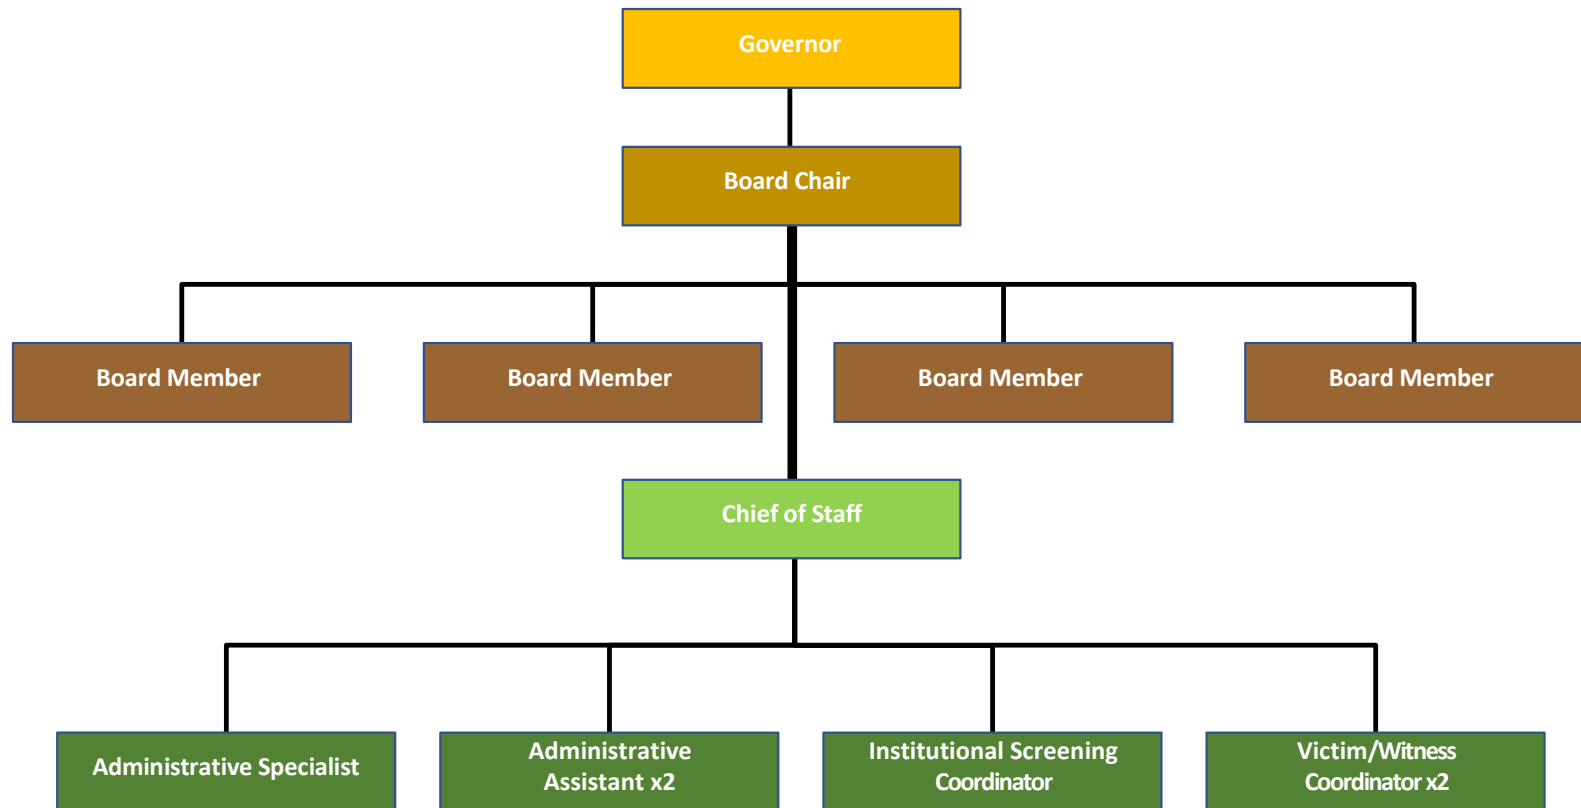 Governor
Board Chair
Board Member
Board Member
Board Member
Board Member
Chief of Staff
Administrative Specialist
Administrative
Assistant x2
Institutional Screening
Coordinator
Victim/Witness
Coordinator x2